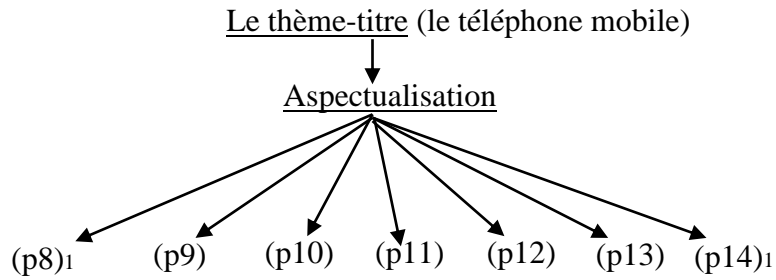 Le thème-titre (le téléphone mobile)
Aspectualisation
(p8)1 (p9) (p10) (p11) (p12) (p13) (p14)1